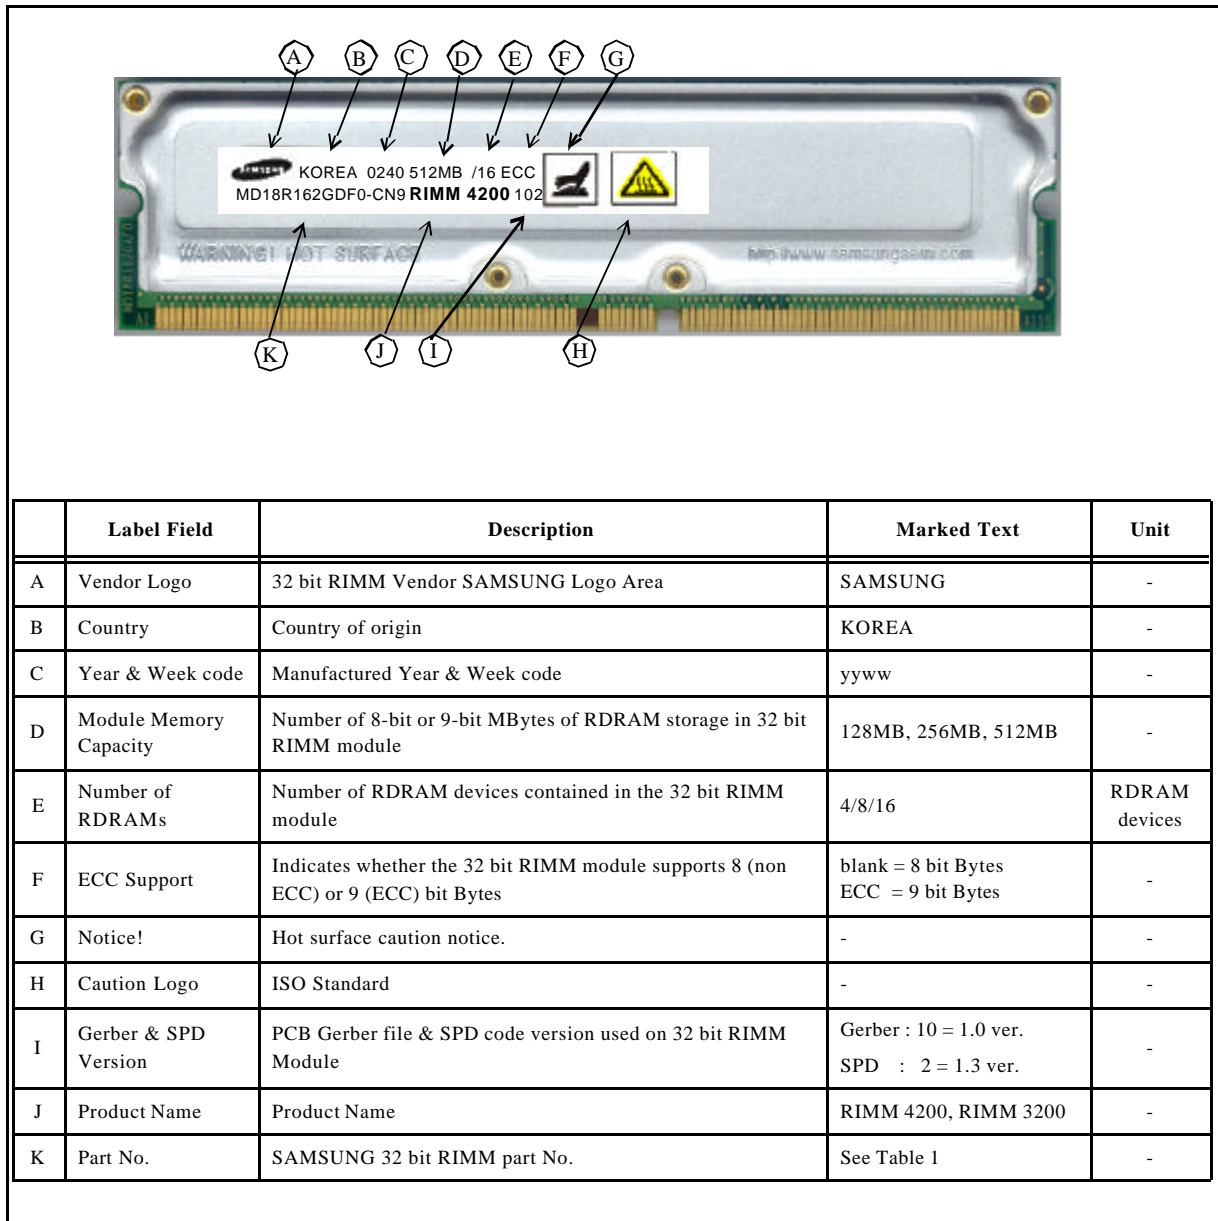 A B C D E F G
SAMSUNG KOREA 0240 512MB /16 ECC
MD18R162GDF0-CN9 RIMM 4200 102
WARNING! HOT SURFACE
http://www.samsungsemi.com
A1
K J I H
Label Field Description Marked Text Unit
A Vendor Logo 32 bit RIMM Vendor SAMSUNG Logo Area SAMSUNG -
B Country Country of origin KOREA -
C Year & Week code Manufactured Year & Week code yyww -
D Module Memory Capacity Number of 8-bit or 9-bit MBytes of RDRAM storage in 32 bit RIMM module 128MB, 256MB, 512MB -
E Number of RDRAMs Number of RDRAM devices contained in the 32 bit RIMM module 4/8/16 RDRAM devices
F ECC Support Indicates whether the 32 bit RIMM module supports 8 (non ECC) or 9 (ECC) bit Bytes blank = 8 bit Bytes ECC = 9 bit Bytes -
G Notice! Hot surface caution notice. - -
H Caution Logo ISO Standard - -
I Gerber & SPD Version PCB Gerber file & SPD code version used on 32 bit RIMM Module Gerber : 10 = 1.0 ver. SPD : 2 = 1.3 ver. -
J Product Name Product Name RIMM 4200, RIMM 3200 -
K Part No. SAMSUNG 32 bit RIMM part No. See Table 1 -